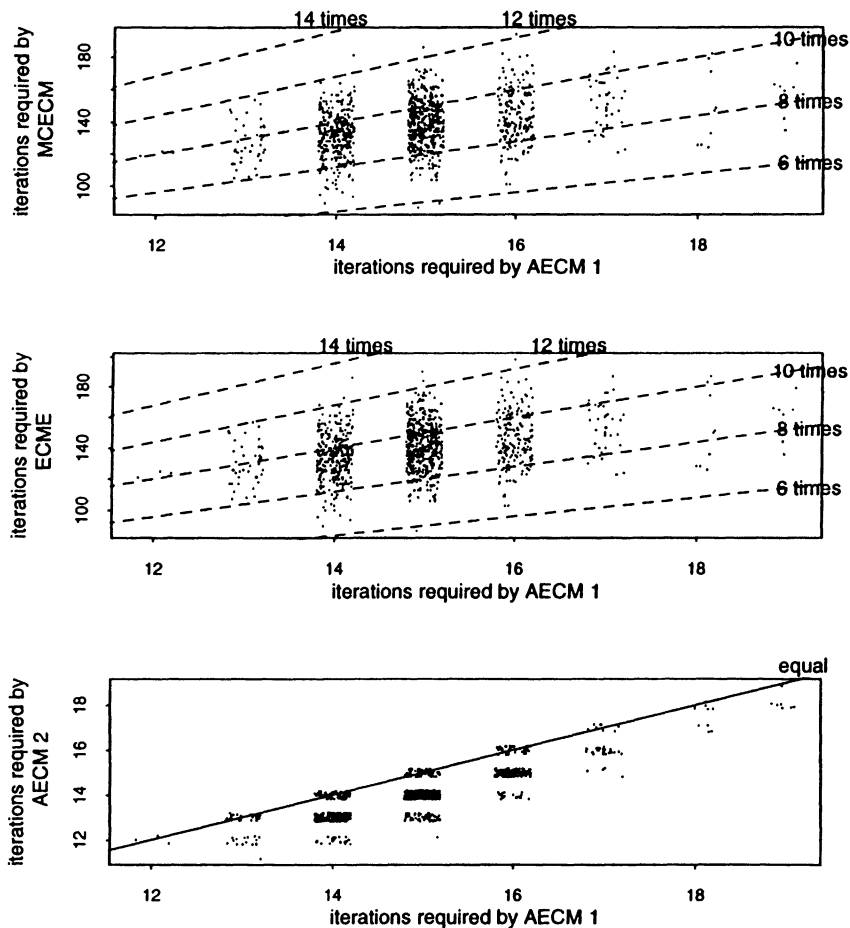 14 times
12 times
10 times
8 times
6 times
iterations required by
MCECM
180
140
100
12
14
16
18
iterations required by AECM 1
14 times
12 times
10 times
8 times
6 times
iterations required by
ECME
180
140
100
12
14
16
18
iterations required by AECM 1
equal
iterations required by
AECM 2
18
16
14
12
12
14
16
18
iterations required by AECM 1